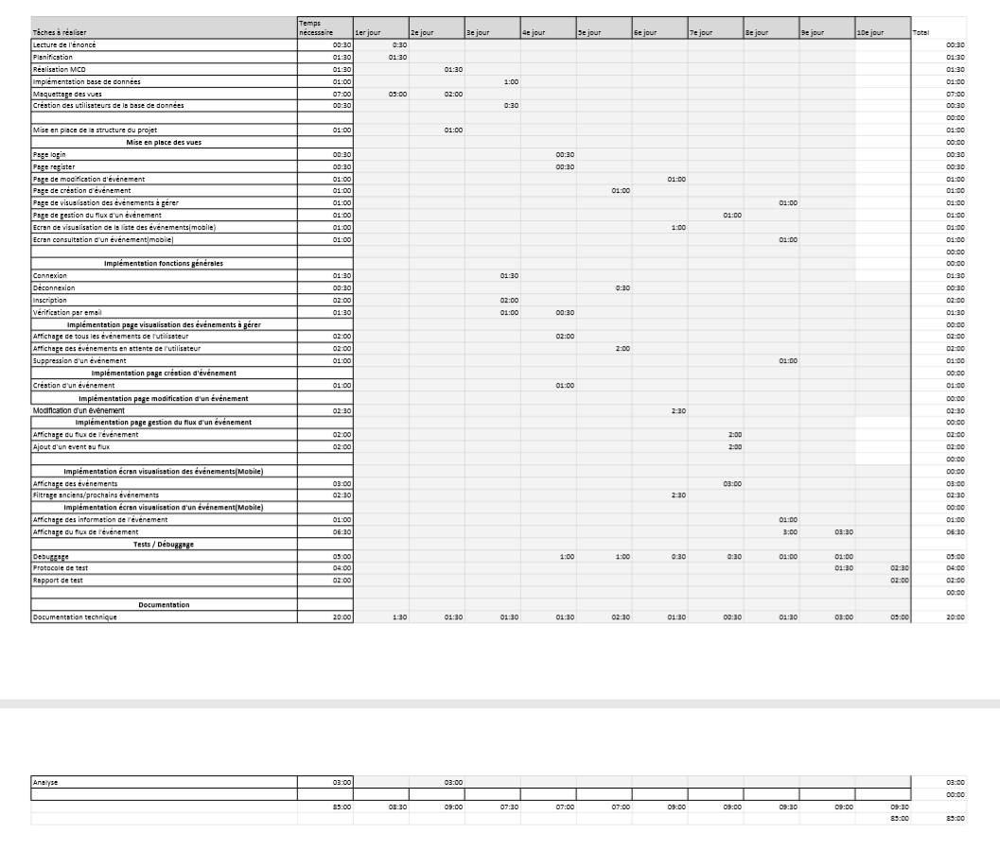 Temps
Tâches à réaliser nécessaire 1er jour 2e jour 3e jour 4e jour 5e jour 6e jour 7e jour 8e jour 9e jour 10e jour Total
Lecture de l'énoncé 00:30 0:30 00:30
Planification 01:30 01:30 01:30
Réalisation MCD 01:30 01:30 01:30
Implémentation base de données 01:00 1:00 01:00
Maquettage des vues 07:00 05:00 02:00 07:00
Création des utilisateurs de la base de données 00:30 0:30 00:30
00:00
Mise en place de la structure du projet 01:00 01:00 01:00
Mise en place des vues 00:00
Page login 00:30 00:30 00:30
Page register 00:30 00:30 00:30
Page de modification d'événement 01:00 01:00 01:00
Page de création d'événement 01:00 01:00 01:00
Page de visualisation des événements à gérer 01:00 01:00 01:00
Page de gestion du flux d'un événement 01:00 01:00 01:00
Ecran de visualisation de la liste des événements(mobile) 01:00 1:00 01:00
Ecran consultation d'un événement(mobile) 01:00 01:00 01:00
00:00
Implémentation fonctions générales 00:00
Connexion 01:30 01:30 01:30
Déconnexion 00:30 0:30 00:30
Inscription 02:00 02:00 02:00
Vérification par email 01:30 01:00 00:30 01:30
Implémentation page visualisation des événements à gérer 00:00
Affichage de tous les événements de l'utilisateur 02:00 02:00 02:00
Affichage des événements en attente de l'utilisateur 02:00 2:00 02:00
Suppression d'un événement 01:00 01:00 01:00
Implémentation page création d'événement 00:00
Création d'un événement 01:00 01:00 01:00
Implémentation page modification d'un événement 00:00
Modification d'un événement 02:30 2:30 02:30
Implémentation page gestion du flux d'un événement 00:00
Affichage du flux de l'événement 02:00 2:00 02:00
Ajout d'un event au flux 02:00 2:00 02:00
00:00
Implémentation écran visualisation des événements(Mobile) 00:00
Affichage des événements 03:00 03:00 03:00
Filtrage anciens/prochains événements 02:30 2:30 02:30
Implémentation écran visualisation d'un événement(Mobile) 00:00
Affichage des information de l'événement 01:00 01:00 01:00
Affichage du flux de l'événement 06:30 3:00 03:30 06:30
Tests / Débuggage
Debuggage 05:00 1:00 1:00 0:30 0:30 01:00 01:00 05:00
Protocole de test 04:00 01:30 02:30 04:00
Rapport de test 02:00 02:00 02:00
00:00
Documentation
Documentation technique 20:00 1:30 01:30 01:30 01:30 02:30 01:30 00:30 01:30 03:00 05:00 20:00
Analyse 03:00 03:00 03:00
00:00
85:00 08:30 09:00 07:30 07:00 07:00 09:00 09:00 09:30 09:00 09:30
85:00 85:00